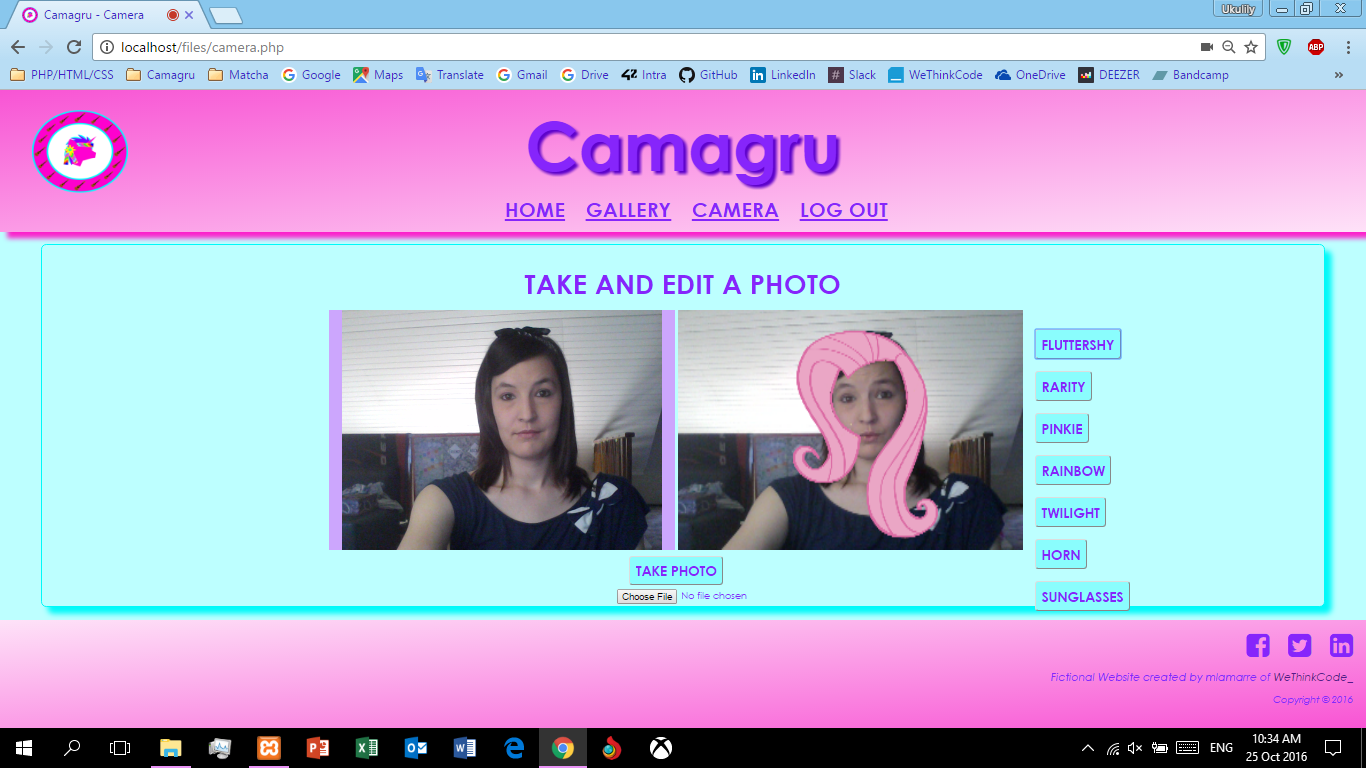 Camagru - Camera
Ukulily
localhost/files/camera.php
ABP
PHP/HTML/CSS Camagru Matcha Google Maps Translate Gmail Drive 42 Intra GitHub LinkedIn Slack WeThinkCode OneDrive DEEZER Bandcamp »
Camagru
HOME GALLERY CAMERA LOG OUT
TAKE AND EDIT A PHOTO
FLUTTERSHY
RARITY
PINKIE
RAINBOW
TWILIGHT
HORN
SUNGLASSES
TAKE PHOTO
Choose File No file chosen
Fictional Website created by mlamarre of WeThinkCode_
Copyright © 2016
ENG
10:34 AM
25 Oct 2016